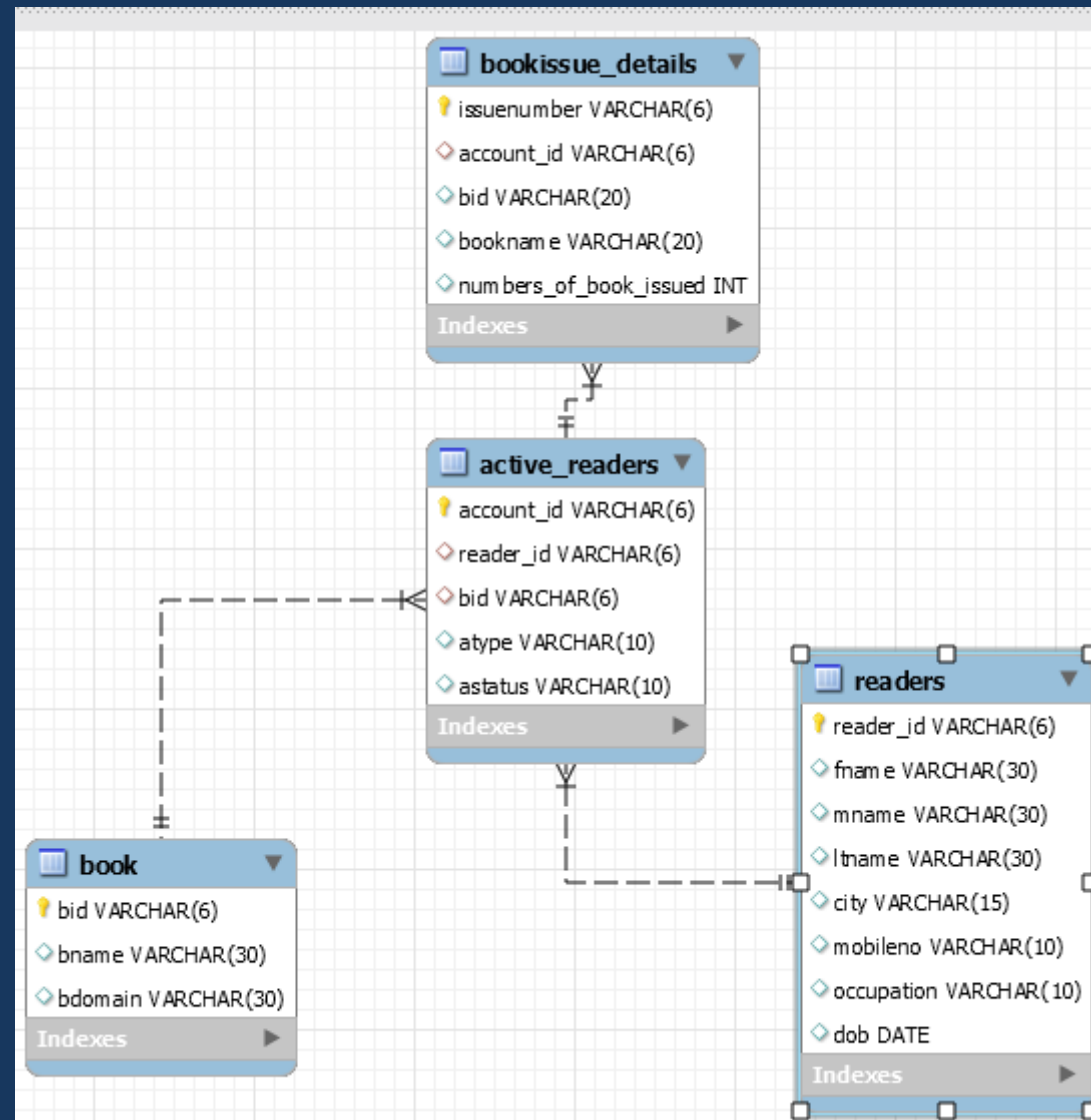 bookissue_details
issuenumber VARCHAR(6)
account_id VARCHAR(6)
bid VARCHAR(20)
bookname VARCHAR(20)
numbers_of_book_issued INT
Indexes
active_readers
account_id VARCHAR(6)
reader_id VARCHAR(6)
bid VARCHAR(6)
atype VARCHAR(10)
astatus VARCHAR(10)
Indexes
book
bid VARCHAR(6)
bname VARCHAR(30)
bdomain VARCHAR(30)
Indexes
readers
reader_id VARCHAR(6)
fname VARCHAR(30)
mname VARCHAR(30)
ltname VARCHAR(30)
city VARCHAR(15)
mobileno VARCHAR(10)
occupation VARCHAR(10)
dob DATE
Indexes